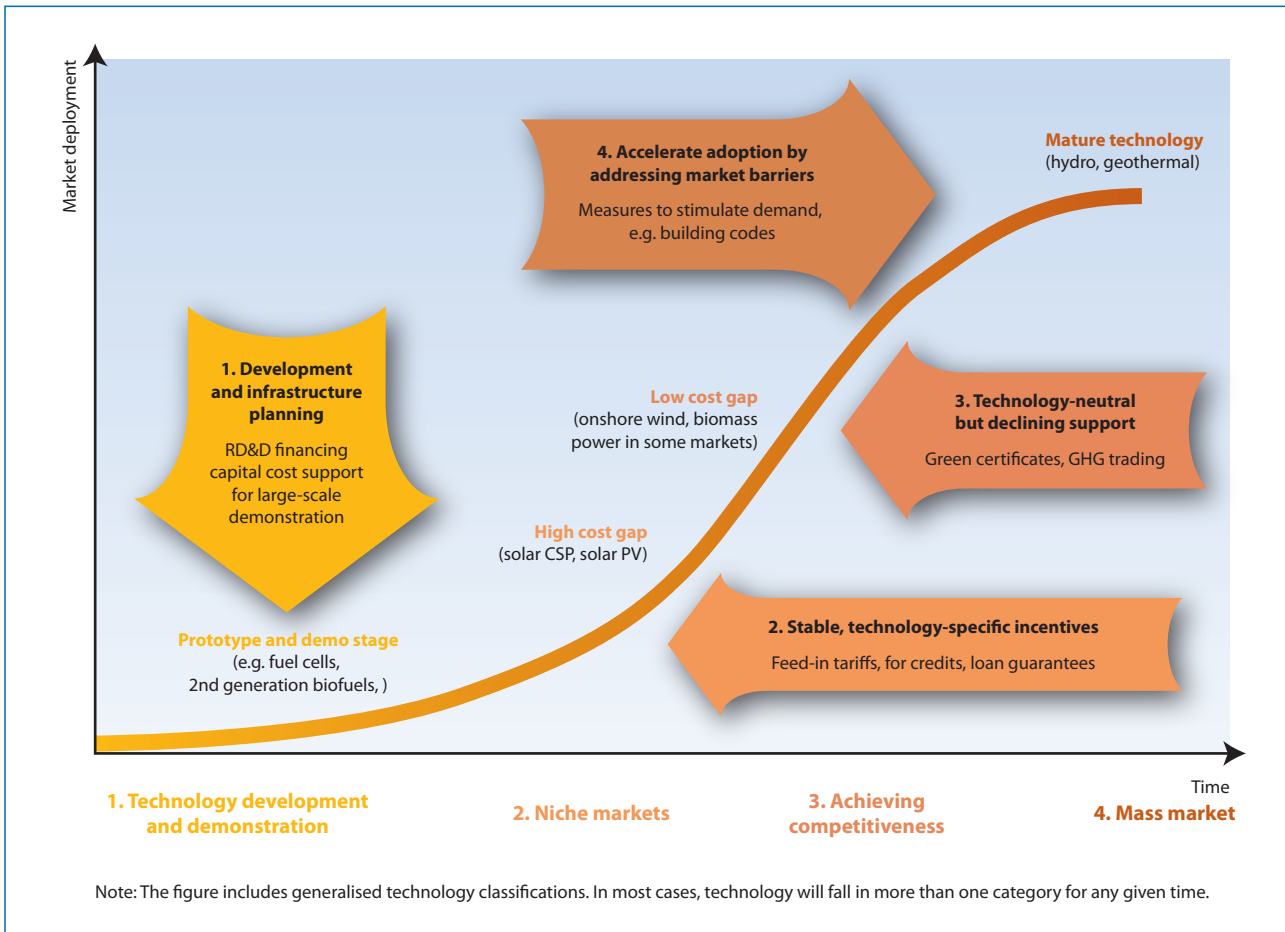 Market deployment
4. Accelerate adoption by
addressing market barriers
Measures to stimulate demand,
e.g. building codes
Mature technology
(hydro, geothermal)
1. Development
and infrastructure
planning
RD&D financing
capital cost support
for large-scale
demonstration
Low cost gap
(onshore wind, biomass
power in some markets)
3. Technology-neutral
but declining support
Green certificates, GHG trading
High cost gap
(solar CSP, solar PV)
2. Stable, technology-specific incentives
Feed-in tariffs, for credits, loan guarantees
Prototype and demo stage
(e.g. fuel cells,
2nd generation biofuels, )
Time
1. Technology development
and demonstration
2. Niche markets
3. Achieving
competitiveness
4. Mass market
Note: The figure includes generalised technology classifications. In most cases, technology will fall in more than one category for any given time.